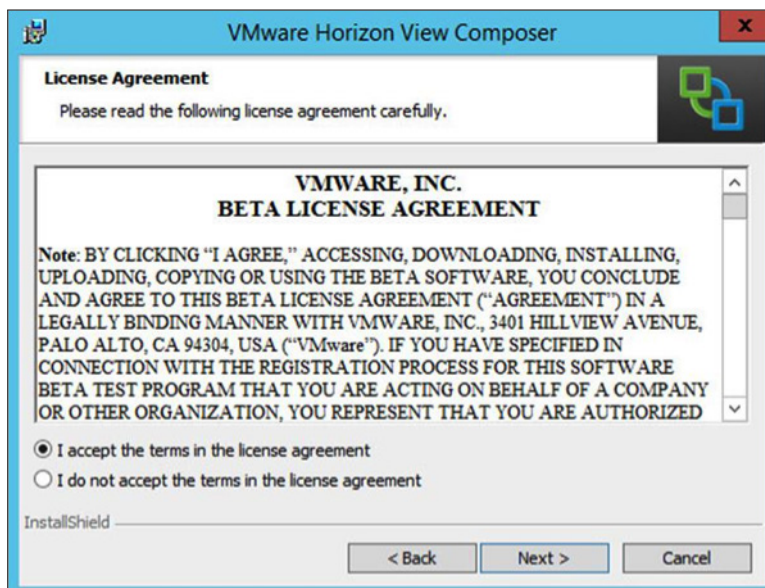 VMware Horizon View Composer
x
License Agreement
Please read the following license agreement carefully.
VMWARE, INC.
BETA LICENSE AGREEMENT
Note: BY CLICKING “I AGREE,” ACCESSING, DOWNLOADING, INSTALLING,
UPLOADING, COPYING OR USING THE BETA SOFTWARE, YOU CONCLUDE
AND AGREE TO THIS BETA LICENSE AGREEMENT (“AGREEMENT”) IN A
LEGALLY BINDING MANNER WITH VMWARE, INC., 3401 HILLVIEW AVENUE,
PALO ALTO, CA 94304, USA (“VMware”). IF YOU HAVE SPECIFIED IN
CONNECTION WITH THE REGISTRATION PROCESS FOR THIS SOFTWARE
BETA TEST PROGRAM THAT YOU ARE ACTING ON BEHALF OF A COMPANY
OR OTHER ORGANIZATION, YOU REPRESENT THAT YOU ARE AUTHORIZED
I accept the terms in the license agreement
I do not accept the terms in the license agreement
InstallShield
< Back Next > Cancel